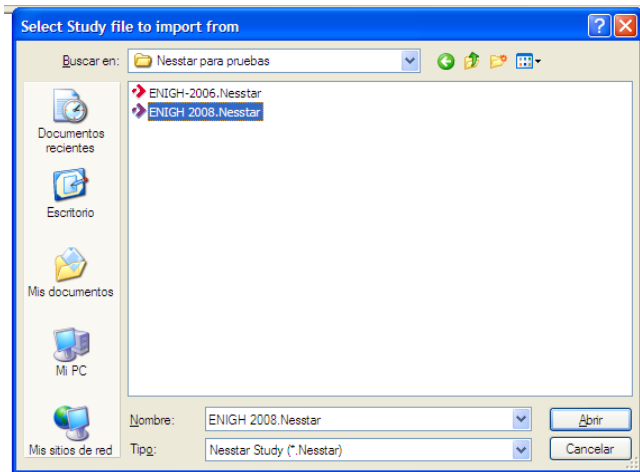 Select Study file to import from
Buscar en: Nesstar para pruebas
ENIGH-2006.Nesstar
ENIGH 2008.Nesstar
Documentos
recientes
Escritorio
Mis documentos
Mi PC
Mis sitios de red
Nombre: ENIGH 2008.Nesstar Abrir
Tipo: Nesstar Study (*.Nesstar) Cancelar